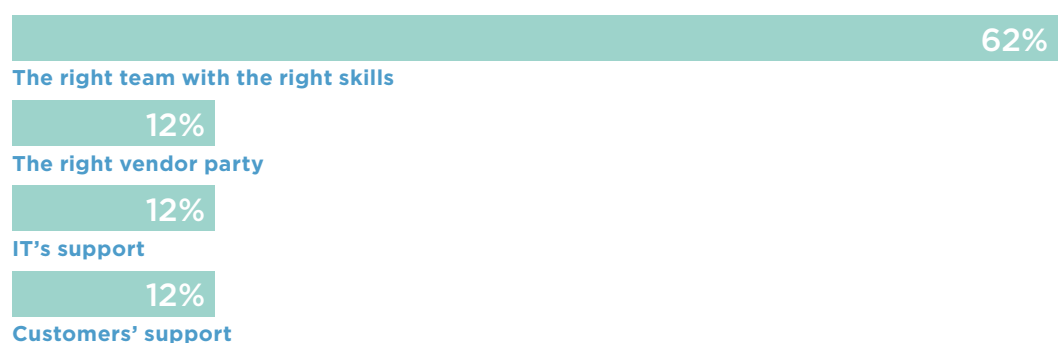 62%
The right team with the right skills
12%
The right vendor party
12%
IT’s support
12%
Customers’ support